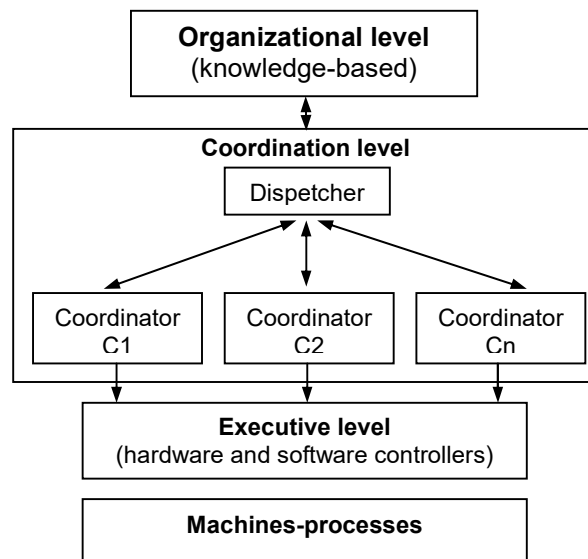 Organizational level
(knowledge-based)
Coordination level
Dispetcher
Coordinator
C1
Coordinator
C2
Coordinator
Cn
Executive level
(hardware and software controllers)
Machines-processes